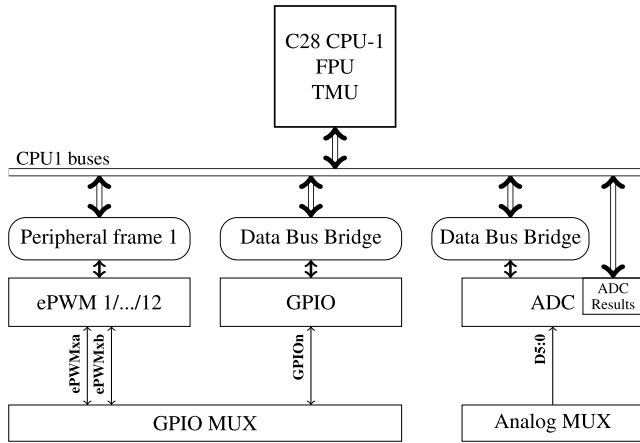 C28 CPU-1
FPU
TMU
CPU1 buses
Peripheral frame 1
Data Bus Bridge
Data Bus Bridge
ePWM 1/.../12
GPIO
ADC
ADC
Results
ePWMxa
ePWMxb
GPIOn
D5:0
GPIO MUX
Analog MUX